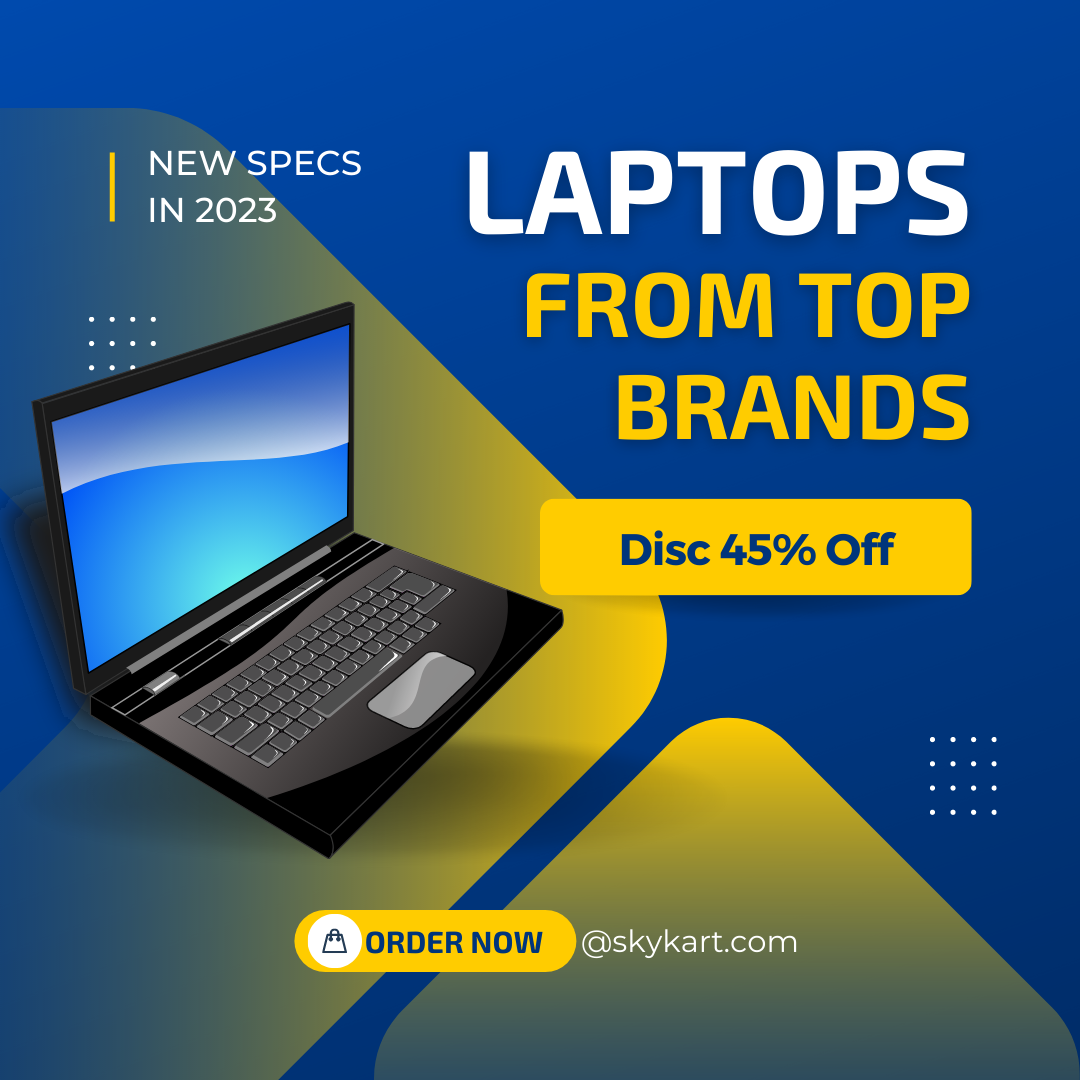 NEW SPECS
IN 2023
LAPTOPS
FROM TOP
BRANDS
Disc 45% Off
ORDER NOW
@skykart.com